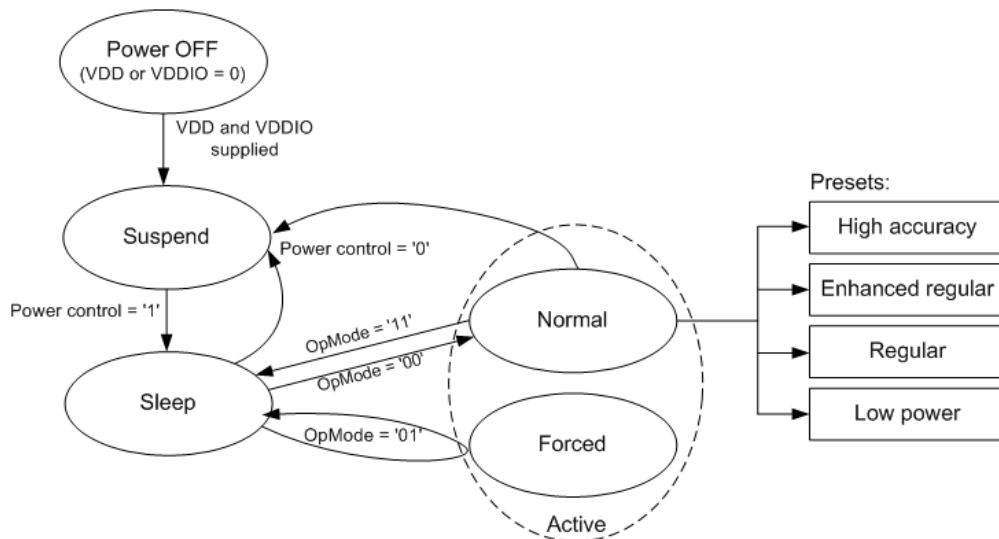 Power OFF
(VDD or VDDIO = 0)
VDD and VDDIO
supplied
Presets:
High accuracy
Suspend
Power control = '0'
Enhanced regular
Power control = '1'
OpMode = '11'
Normal
Regular
OpMode = '00'
Sleep
Low power
OpMode = '01'
Forced
Active